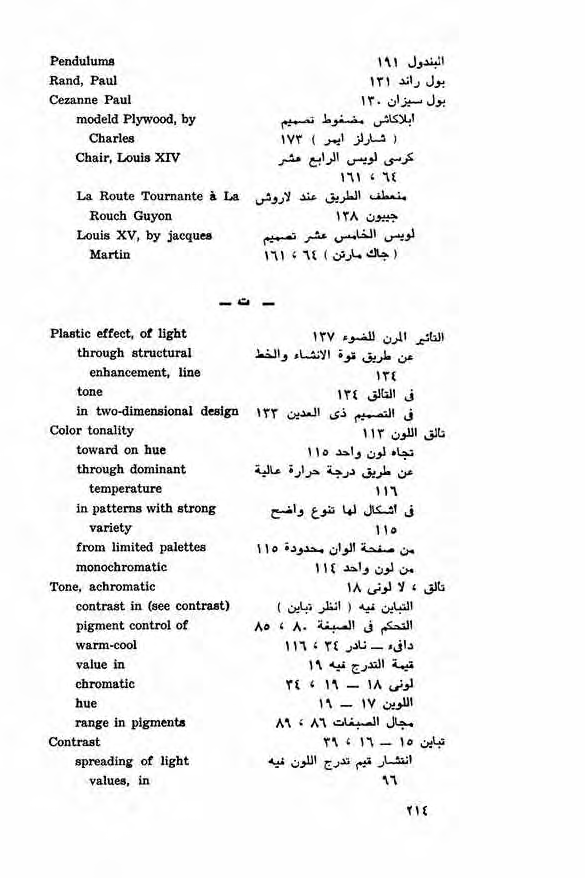 Pendulums البندول ١٩١
Rand, Paul بول راند ١٣١
Cezanne Paul بول سيزان ١٣٠
modeld Plywood, by ابلاكاش مضغوط تصميم
Charles ( شارلز ايمر ) ١٧٣
Chair, Louis XIV كرسى لويس الرابع عشر
٦٤ ، ١٦١
La Route Tournante à La منعطف الطريق عند لاروش
Rouch Guyon جييون ١٣٨
Louis XV, by jacques لويس الخامس عشر تصميم
Martin ( جاك مارتن ) ٦٤ ، ١٦١
— ت —
Plastic effect, of light التاثير المرن للضوء ١٣٧
through structural عن طريق قوة الانشاء والخط
enhancement, line ١٣٤
tone فى التالق ١٣٤
in two-dimensional design فى التصميم ذى البعدين ١٣٣
Color tonality تالق اللون ١١٣
toward on hue تجاه لون واحد ١١٥
through dominant عن طريق درجة حرارة عالية
temperature ١١٦
in patterns with strong فى اشكال لها تنوع واضح
variety ١١٥
from limited palettes من صفحة الوان محدودة ١١٥
monochromatic من لون واحد ١١٤
Tone, achromatic تالق ، لا لونى ١٨
contrast in (see contrast) التباين فيه ( انظر تباين )
pigment control of التحكم فى الصبغة ٨٠ ، ٨٥
warm-cool دافىء — نادر ٣٤ ، ١١٦
value in قيمة التدرج فيه ١٩
chromatic لونى ١٨ — ١٩ ، ٣٤
hue اللوين ١٧ — ١٩
range in pigments مجال الصبغات ٨٦ ، ٨٩
Contrast تباين ١٥ — ١٦ ، ٣٩
spreading of light انتشار قيم تدرج اللون فيه
values, in ٩٦
٢١٤